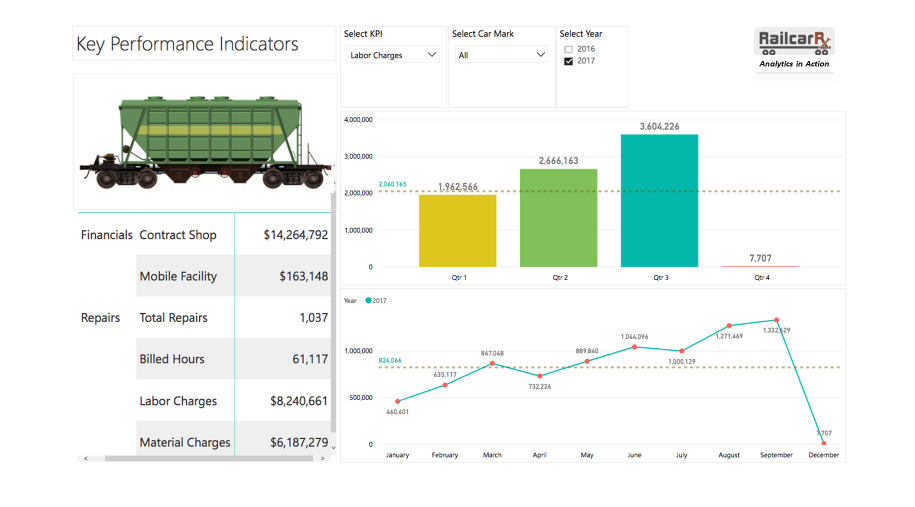 Key Performance Indicators
Select KPI
Labor Charges
Select Car Mark
All
Select Year
2016
2017
RailcarRx
Analytics in Action
Financials Contract Shop $14,264,792
Mobile Facility $163,148
Repairs Total Repairs 1,037
Billed Hours 61,117
Labor Charges $8,240,661
Material Charges $6,187,279
4,000,000
3,000,000
2,000,000
1,000,000
0
2,060,165
1,962,566
2,666,163
3,604,226
7,707
Qtr 1 Qtr 2 Qtr 3 Qtr 4
Year 2017
1,000,000
500,000
0
824,066
460,401
635,117
867,048
732,226
889,840
1,044,096
1,000,129
1,271,469
1,332,629
7,707
January February March April May June July August September December